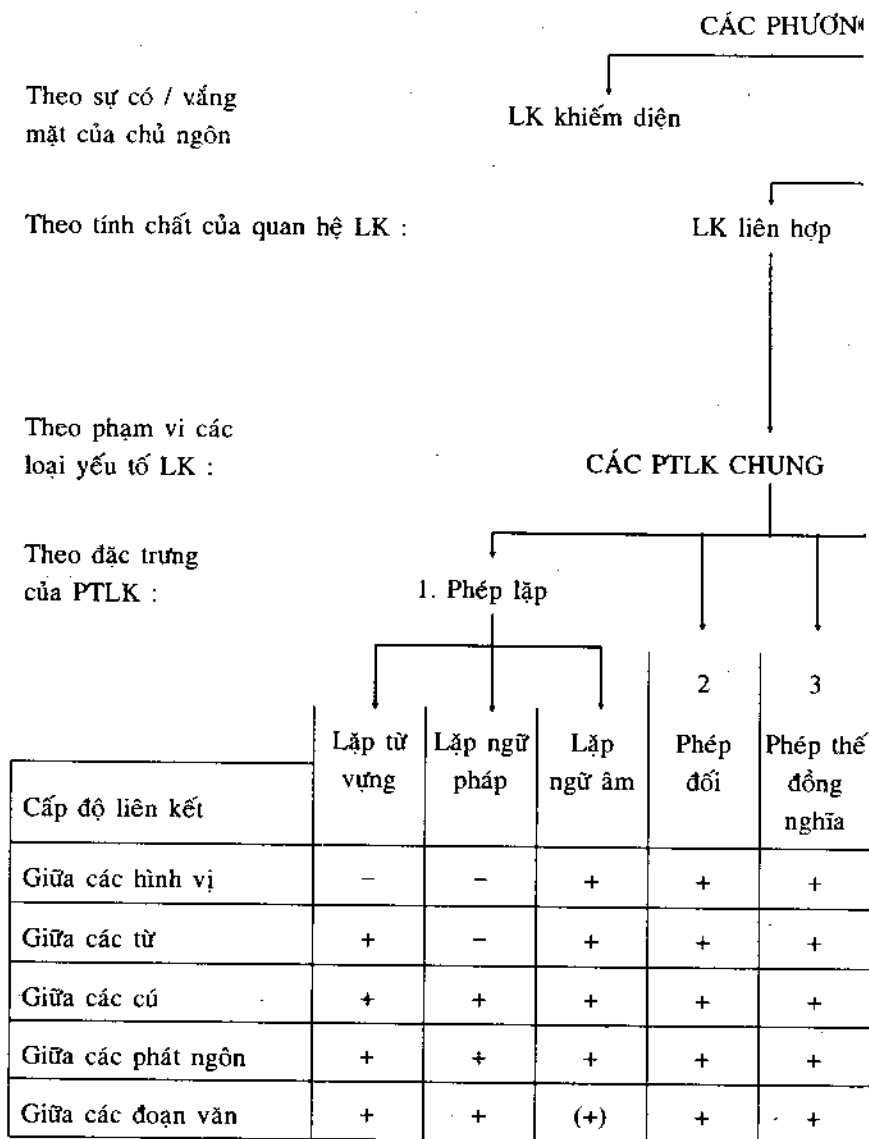 CÁC PHƯƠN
Theo sự có / vắng
mặt của chủ ngôn
LK khiếm diện
Theo tính chất của quan hệ LK :
LK liên hợp
Theo phạm vi các
loại yếu tố LK :
CÁC PTLK CHUNG
Theo đặc trưng
của PTLK :
1. Phép lặp
2 3
Lặp từ Lặp ngữ Lặp Phép Phép thế
vựng pháp ngữ âm đối đồng
nghĩa
Cấp độ liên kết
Giữa các hình vị – – + + +
Giữa các từ + – + + +
Giữa các cú + + + + +
Giữa các phát ngôn + + + + +
Giữa các đoạn văn + + (+) + +